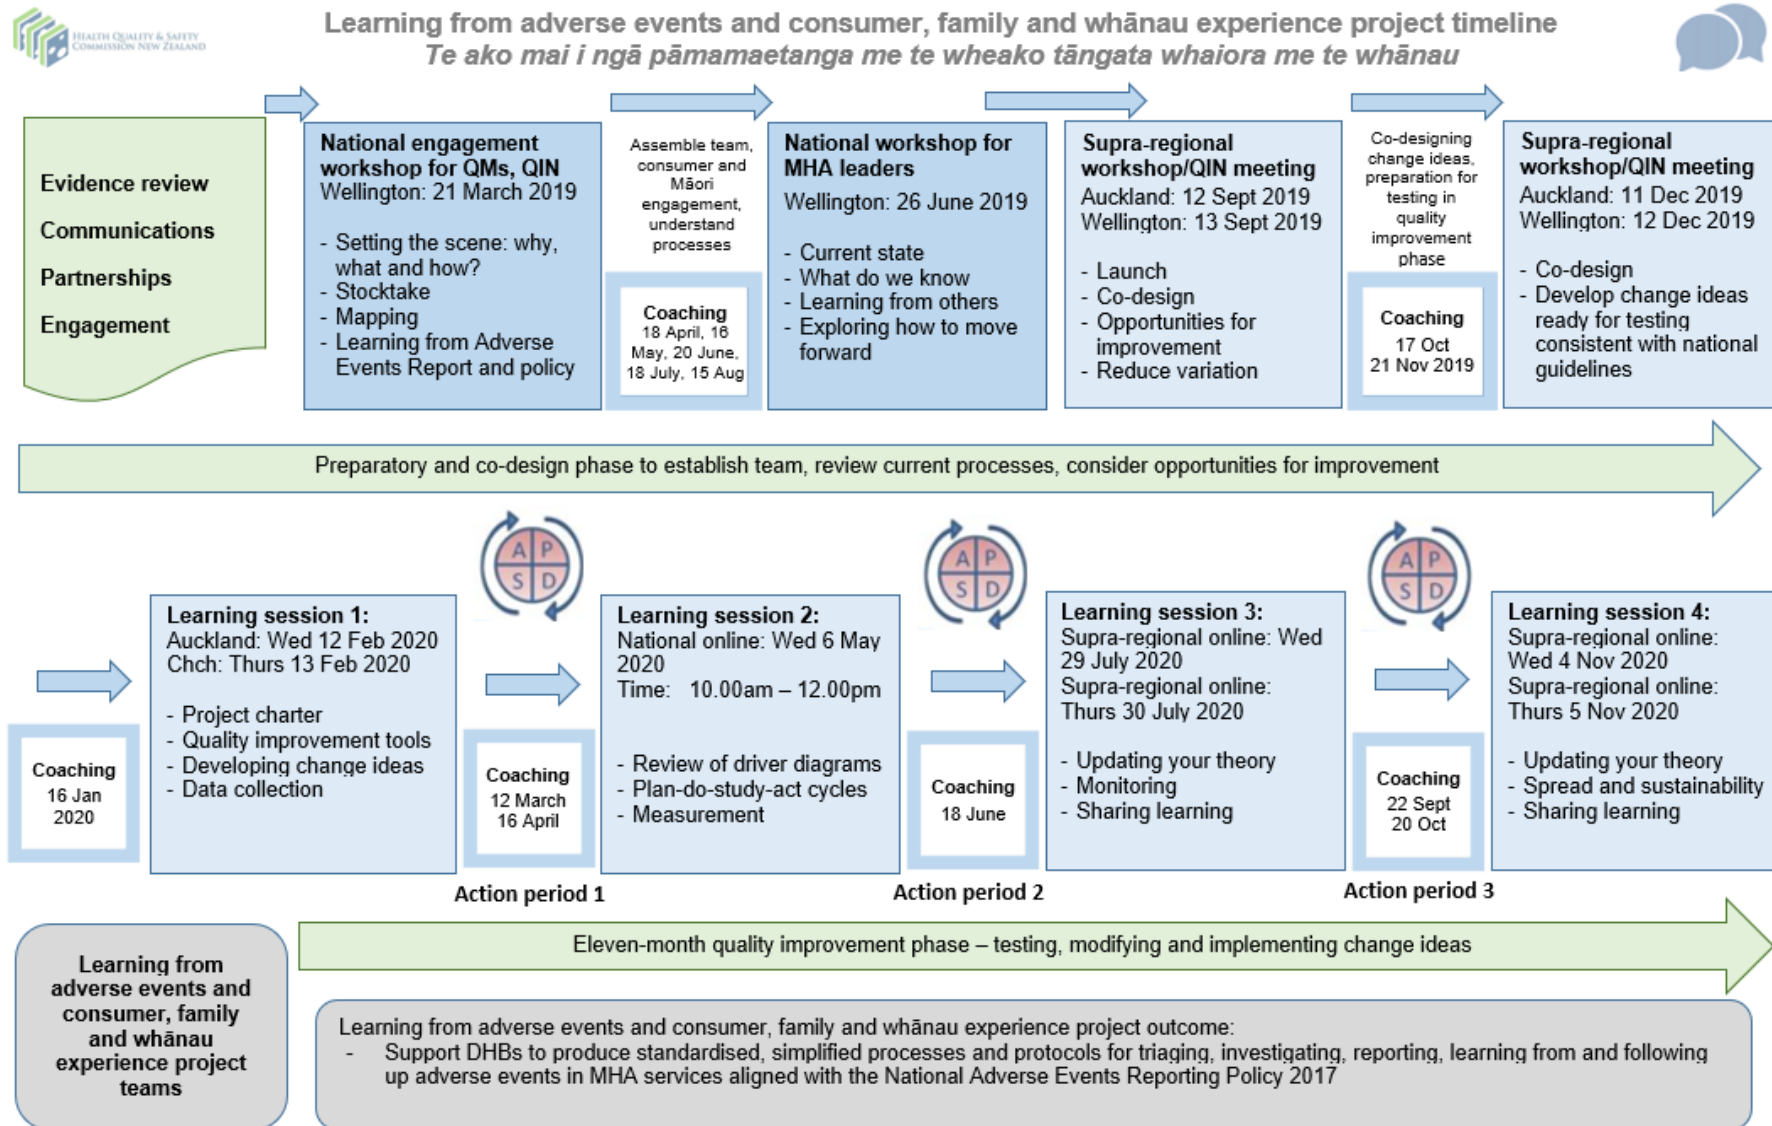 HEALTH QUALITY & SAFETY
COMMISSION NEW ZEALAND
Learning from adverse events and consumer, family and whānau experience project timeline
Te ako mai i ngā pāmamaetanga me te wheako tāngata whaiora me te whānau
Evidence review
Communications
Partnerships
Engagement
National engagement
workshop for QMs, QIN
Wellington: 21 March 2019
- Setting the scene: why,
what and how?
- Stocktake
- Mapping
- Learning from Adverse
Events Report and policy
Assemble team,
consumer and
Māori
engagement,
understand
processes
Coaching
18 April, 16
May, 20 June,
18 July, 15 Aug
National workshop for
MHA leaders
Wellington: 26 June 2019
- Current state
- What do we know
- Learning from others
- Exploring how to move
forward
Supra-regional
workshop/QIN meeting
Auckland: 12 Sept 2019
Wellington: 13 Sept 2019
- Launch
- Co-design
- Opportunities for
improvement
- Reduce variation
Co-designing
change ideas,
preparation for
testing in
quality
improvement
phase
Coaching
17 Oct
21 Nov 2019
Supra-regional
workshop/QIN meeting
Auckland: 11 Dec 2019
Wellington: 12 Dec 2019
- Co-design
- Develop change ideas
ready for testing
consistent with national
guidelines
Preparatory and co-design phase to establish team, review current processes, consider opportunities for improvement
Coaching
16 Jan
2020
Learning session 1:
Auckland: Wed 12 Feb 2020
Chch: Thurs 13 Feb 2020
- Project charter
- Quality improvement tools
- Developing change ideas
- Data collection
A P
S D
Coaching
12 March
16 April
Action period 1
Learning session 2:
National online: Wed 6 May
2020
Time: 10.00am – 12.00pm
- Review of driver diagrams
- Plan-do-study-act cycles
- Measurement
A P
S D
Coaching
18 June
Action period 2
Learning session 3:
Supra-regional online: Wed
29 July 2020
Supra-regional online:
Thurs 30 July 2020
- Updating your theory
- Monitoring
- Sharing learning
A P
S D
Coaching
22 Sept
20 Oct
Action period 3
Learning session 4:
Supra-regional online:
Wed 4 Nov 2020
Supra-regional online:
Thurs 5 Nov 2020
- Updating your theory
- Spread and sustainability
- Sharing learning
Eleven-month quality improvement phase – testing, modifying and implementing change ideas
Learning from
adverse events and
consumer, family
and whānau
experience project
teams
Learning from adverse events and consumer, family and whānau experience project outcome:
- Support DHBs to produce standardised, simplified processes and protocols for triaging, investigating, reporting, learning from and following
up adverse events in MHA services aligned with the National Adverse Events Reporting Policy 2017